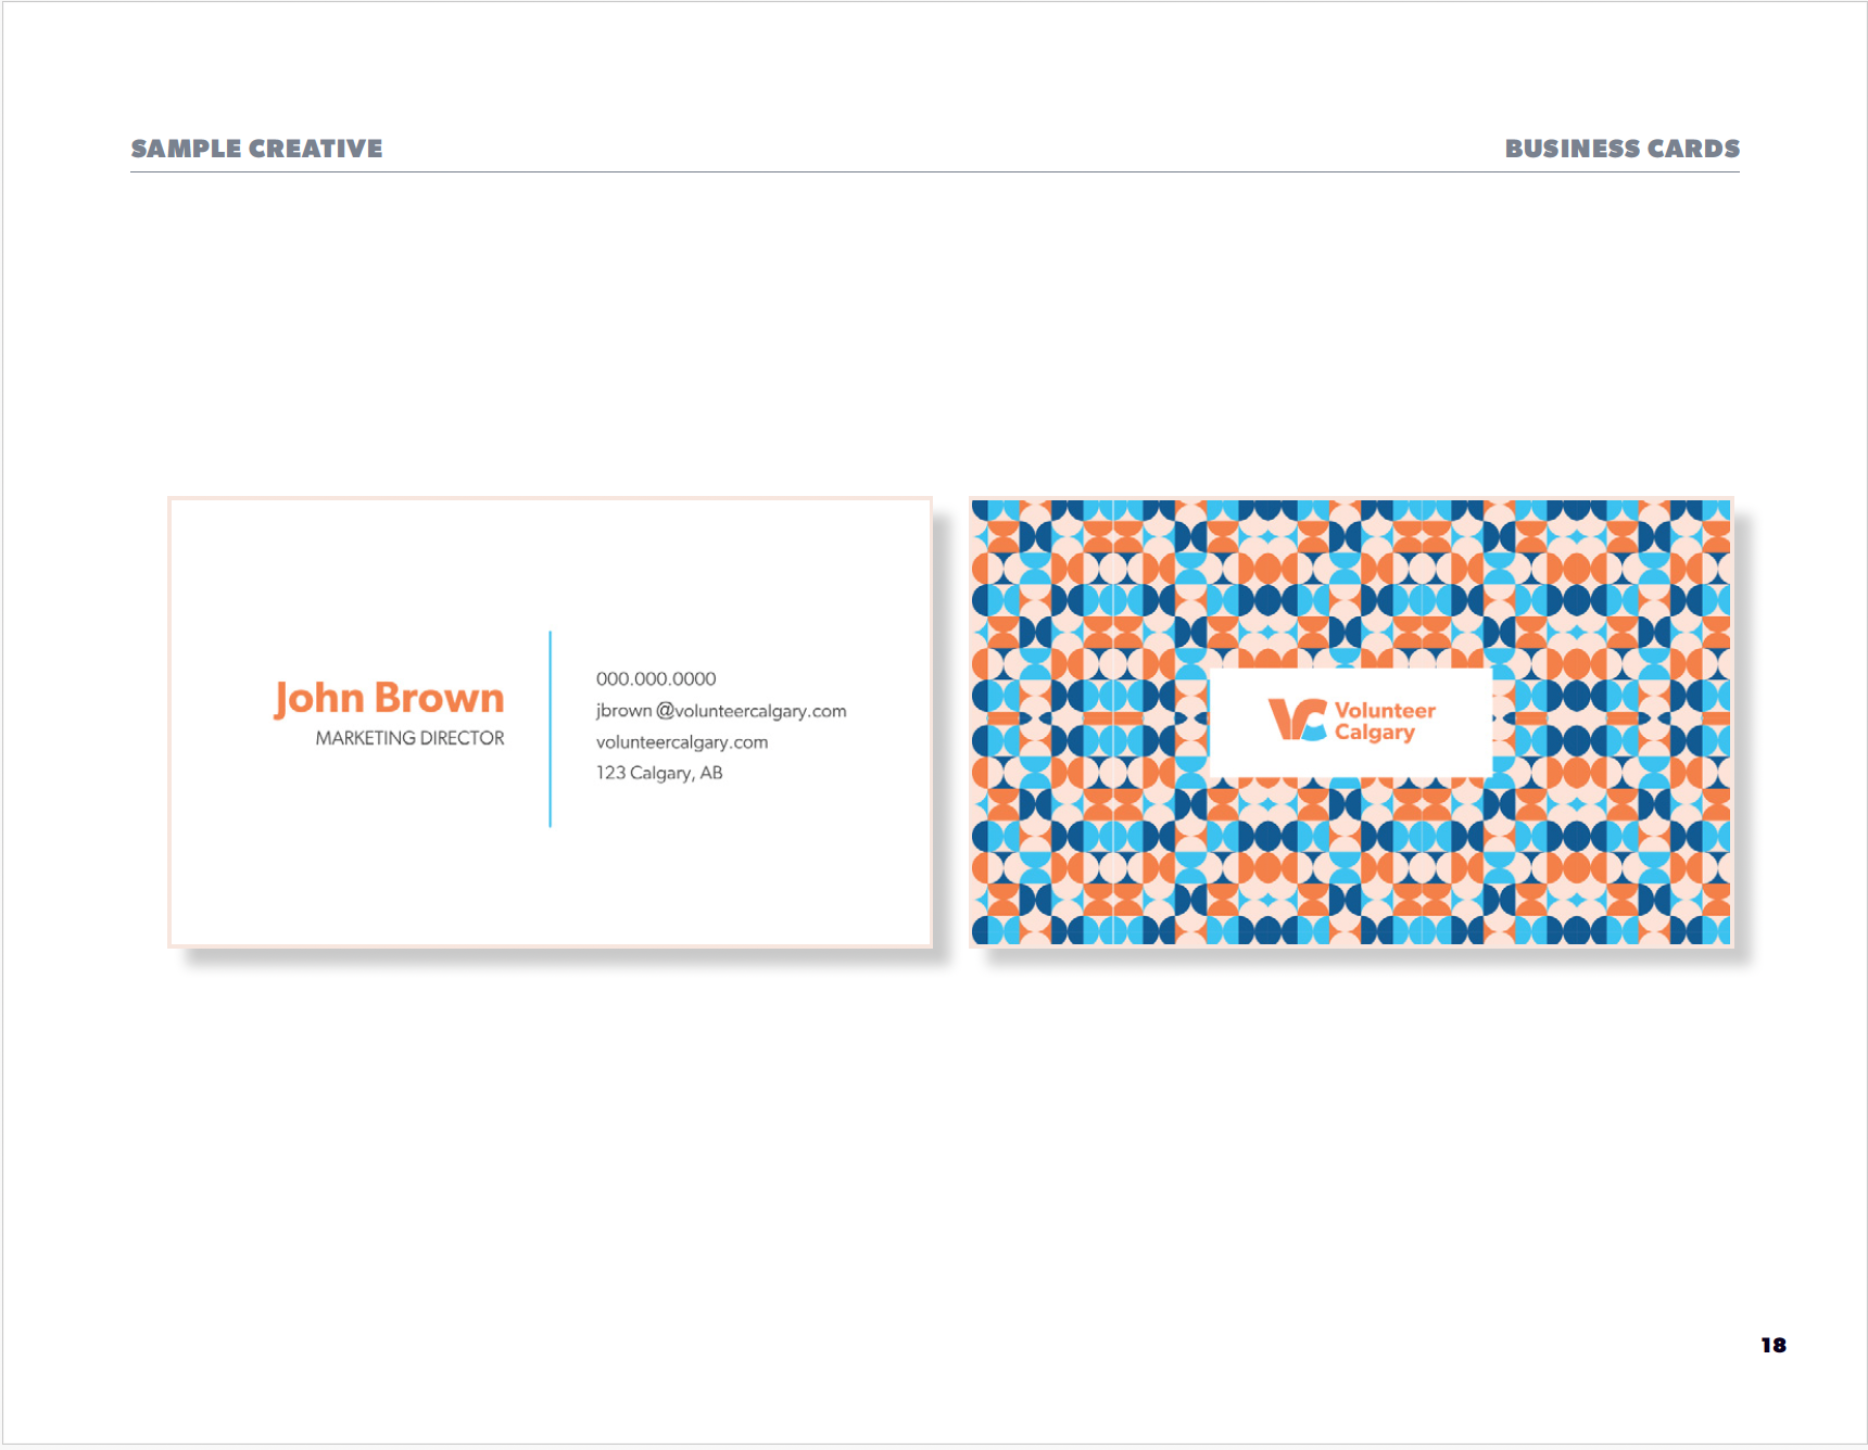 SAMPLE CREATIVE
BUSINESS CARDS
John Brown
MARKETING DIRECTOR
000.000.0000
jbrown @volunteercalgary.com
volunteercalgary.com
123 Calgary, AB
VC
Volunteer
Calgary
18